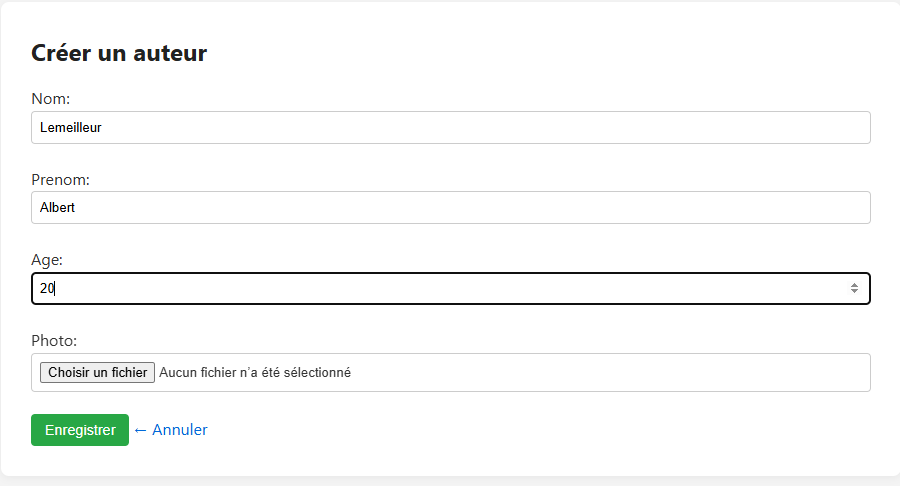 Créer un auteur
Nom:
Lemeilleur
Prenom:
Albert
Age:
20
Photo:
Choisir un fichier Aucun fichier n’a été sélectionné
Enregistrer ← Annuler